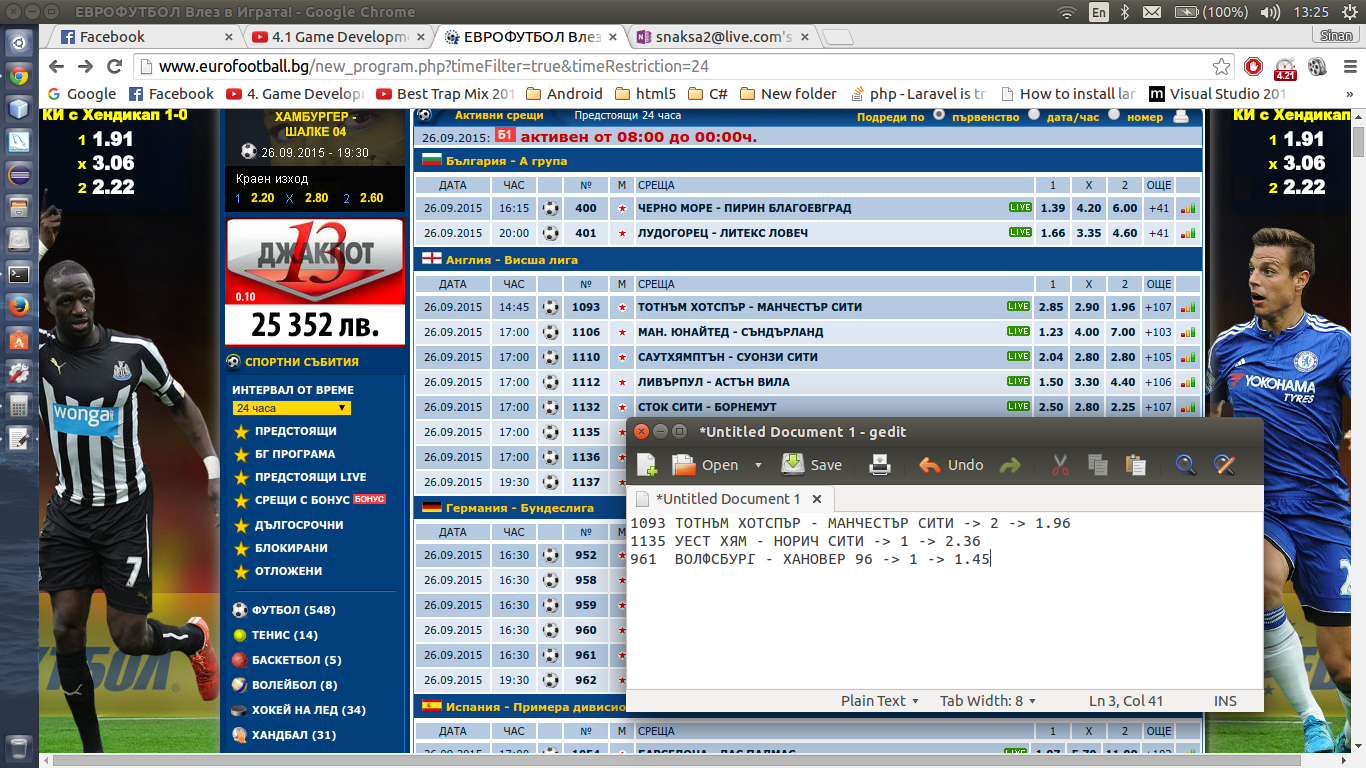 ЕВРОФУТБОЛ Влез в Играта! - Google Chrome
En (100%) 13:25
Facebook
4.1 Game Developm
ЕВРОФУТБОЛ Влез
snaksa2@live.com's
Sinan
www.eurofootball.bg/new_program.php?timeFilter=true&timeRestriction=24
4.21
Google
Facebook
4. Game Develop
Best Trap Mix 201
Android
html5
C#
New folder
php - Laravel is tr
How to install lar
Visual Studio 201
»
КИ с Хендикап 1-0
1 1.91
x 3.06
2 2.22
ХАМБУРГЕР -
ШАЛКЕ 04
26.09.2015 - 19:30
Краен изход
1 2.20 X 2.80 2 2.60
13
ДЖАКПОТ
0.10
25 352 лв.
СПОРТНИ СЪБИТИЯ
ИНТЕРВАЛ ОТ ВРЕМЕ
24 часа
ПРЕДСТОЯЩИ
БГ ПРОГРАМА
ПРЕДСТОЯЩИ LIVE
СРЕЩИ С БОНУС БОНУС
ДЪЛГОСРОЧНИ
БЛОКИРАНИ
ОТЛОЖЕНИ
ФУТБОЛ (548)
ТЕНИС (14)
БАСКЕТБОЛ (5)
ВОЛЕЙБОЛ (8)
ХОКЕЙ НА ЛЕД (34)
ХАНДБАЛ (31)
Активни срещи Предстоящи 24 часа Подреди по първенство дата/час номер
26.09.2015: Б1 активен от 08:00 до 00:00ч.
България - А група
ДАТА ЧАС № М СРЕЩА 1 X 2 ОЩЕ
26.09.2015 16:15 400 ЧЕРНО МОРЕ - ПИРИН БЛАГОЕВГРАД LIVE 1.39 4.20 6.00 +41
26.09.2015 20:00 401 ЛУДОГОРЕЦ - ЛИТЕКС ЛОВЕЧ LIVE 1.66 3.35 4.60 +41
Англия - Висша лига
ДАТА ЧАС № М СРЕЩА 1 X 2 ОЩЕ
26.09.2015 14:45 1093 ТОТНЪМ ХОТСПЪР - МАНЧЕСТЪР СИТИ LIVE 2.85 2.90 1.96 +107
26.09.2015 17:00 1106 МАН. ЮНАЙТЕД - СЪНДЪРЛАНД LIVE 1.23 4.00 7.00 +103
26.09.2015 17:00 1110 САУТХЯМПТЪН - СУОНЗИ СИТИ LIVE 2.04 2.80 2.80 +105
26.09.2015 17:00 1112 ЛИВЪРПУЛ - АСТЪН ВИЛА LIVE 1.50 3.30 4.40 +106
26.09.2015 17:00 1132 СТОК СИТИ - БОРНЕМУТ LIVE 2.50 2.80 2.25 +107
26.09.2015 17:00 1135
26.09.2015 17:00 1136
26.09.2015 19:30 1137
Германия - Бундеслига
ДАТА ЧАС № М
26.09.2015 16:30 952
26.09.2015 16:30 958
26.09.2015 16:30 959
26.09.2015 16:30 960
26.09.2015 16:30 961
26.09.2015 19:30 962
Испания - Примера дивисио
ДАТА ЧАС № М СРЕЩА 1 X 2 ОЩЕ
*Untitled Document 1 - gedit
Open Save Undo
*Untitled Document 1
1093 ТОТНЪМ ХОТСПЪР - МАНЧЕСТЪР СИТИ -> 2 -> 1.96
1135 УЕСТ ХЯМ - НОРИЧ СИТИ -> 1 -> 2.36
961 ВОЛФСБУРГ - ХАНОВЕР 96 -> 1 -> 1.45
Plain Text Tab Width: 8 Ln 3, Col 41 INS
wonga.com
7
КИ с Хендикап
1 1.91
x 3.06
2 2.22
YOKOHAMA
TYRES